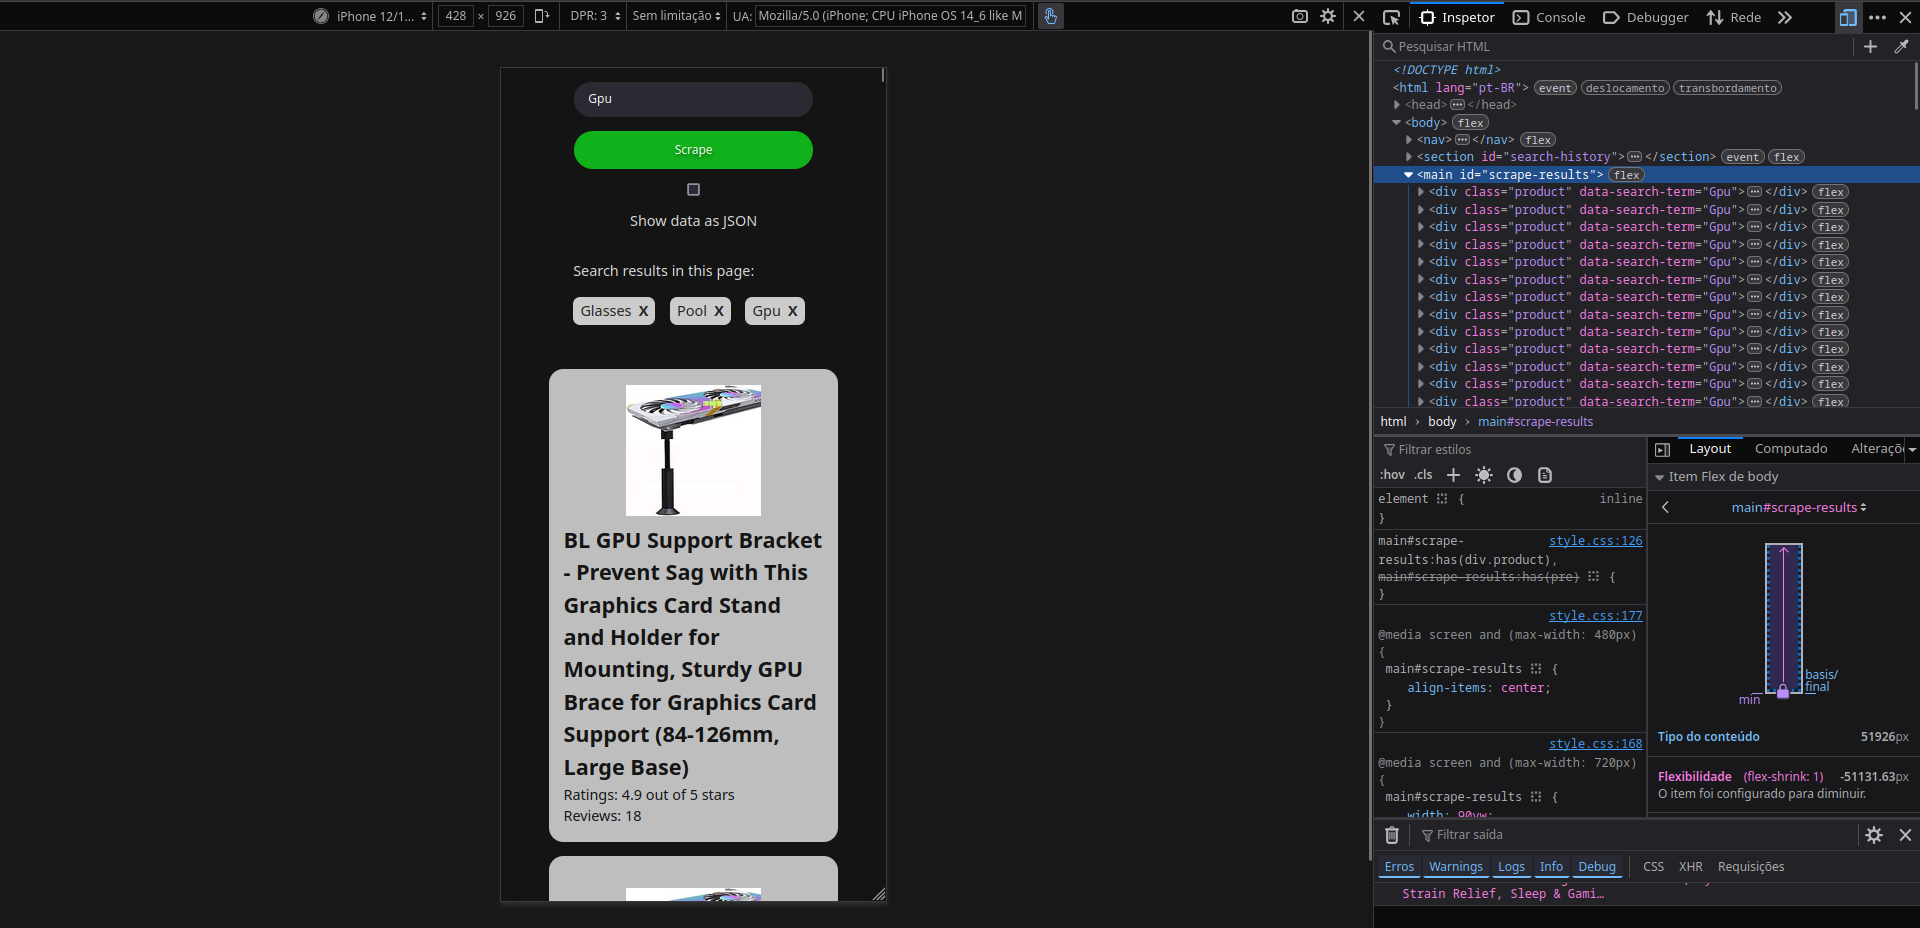 iPhone 12/1...
428 × 926
DPR: 3
Sem limitação
UA: Mozilla/5.0 (iPhone; CPU iPhone OS 14_6 like M
Inspetor
Console
Debugger
Rede
Pesquisar HTML
<!DOCTYPE html>
<html lang="pt-BR"> event deslocamento transbordamento
<head> </head>
<body> flex
<nav> </nav> flex
<section id="search-history"> </section> event flex
<main id="scrape-results"> flex
<div class="product" data-search-term="Gpu"> </div> flex
<div class="product" data-search-term="Gpu"> </div> flex
<div class="product" data-search-term="Gpu"> </div> flex
<div class="product" data-search-term="Gpu"> </div> flex
<div class="product" data-search-term="Gpu"> </div> flex
<div class="product" data-search-term="Gpu"> </div> flex
<div class="product" data-search-term="Gpu"> </div> flex
<div class="product" data-search-term="Gpu"> </div> flex
<div class="product" data-search-term="Gpu"> </div> flex
<div class="product" data-search-term="Gpu"> </div> flex
<div class="product" data-search-term="Gpu"> </div> flex
<div class="product" data-search-term="Gpu"> </div> flex
<div class="product" data-search-term="Gpu"> </div> flex
html › body › main#scrape-results
Gpu
Scrape
Show data as JSON
Search results in this page:
Glasses X Pool X Gpu X
BL GPU Support Bracket
- Prevent Sag with This
Graphics Card Stand
and Holder for
Mounting, Sturdy GPU
Brace for Graphics Card
Support (84-126mm,
Large Base)
Ratings: 4.9 out of 5 stars
Reviews: 18
Filtrar estilos
:hov .cls
element { inline
}
main#scrape- style.css:126
results:has(div.product),
main#scrape-results:has(pre) {
}
style.css:177
@media screen and (max-width: 480px)
{
main#scrape-results {
align-items: center;
}
}
style.css:168
@media screen and (max-width: 720px)
{
main#scrape-results {
width: 90vw;
Layout
Computado
Item Flex de body
main#scrape-results
basis/
final
min
Tipo do conteúdo 51926px
Flexibilidade (flex-shrink: 1) -51131.63px
O item foi configurado para diminuir.
Filtrar saída
Erros Warnings Logs Info Debug CSS XHR Requisições
Strain Relief, Sleep & Gami…